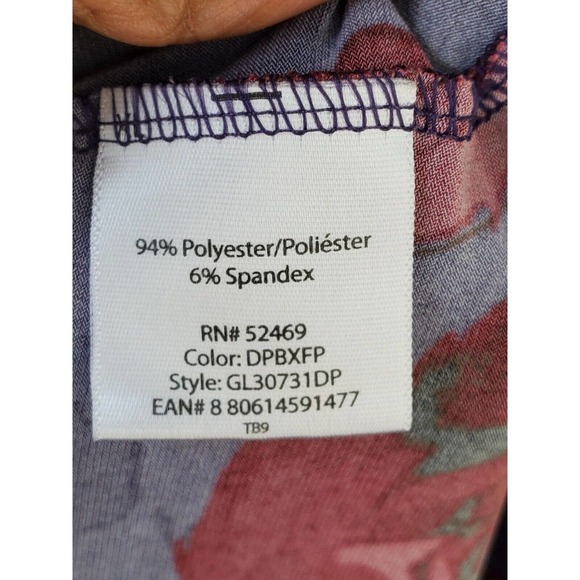 94% Polyester/Poliéster
6% Spandex
RN# 52469
Color: DPBXFP
Style: GL30731DP
EAN# 8 80614591477
TB9